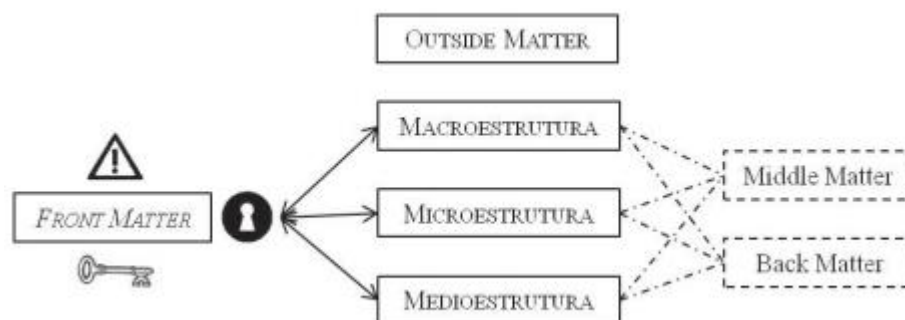 OUTSIDE MATTER
MACROESTRUTURA
FRONT MATTER
MICROESTRUTURA
MEDIOESTRUTURA
Middle Matter
Back Matter